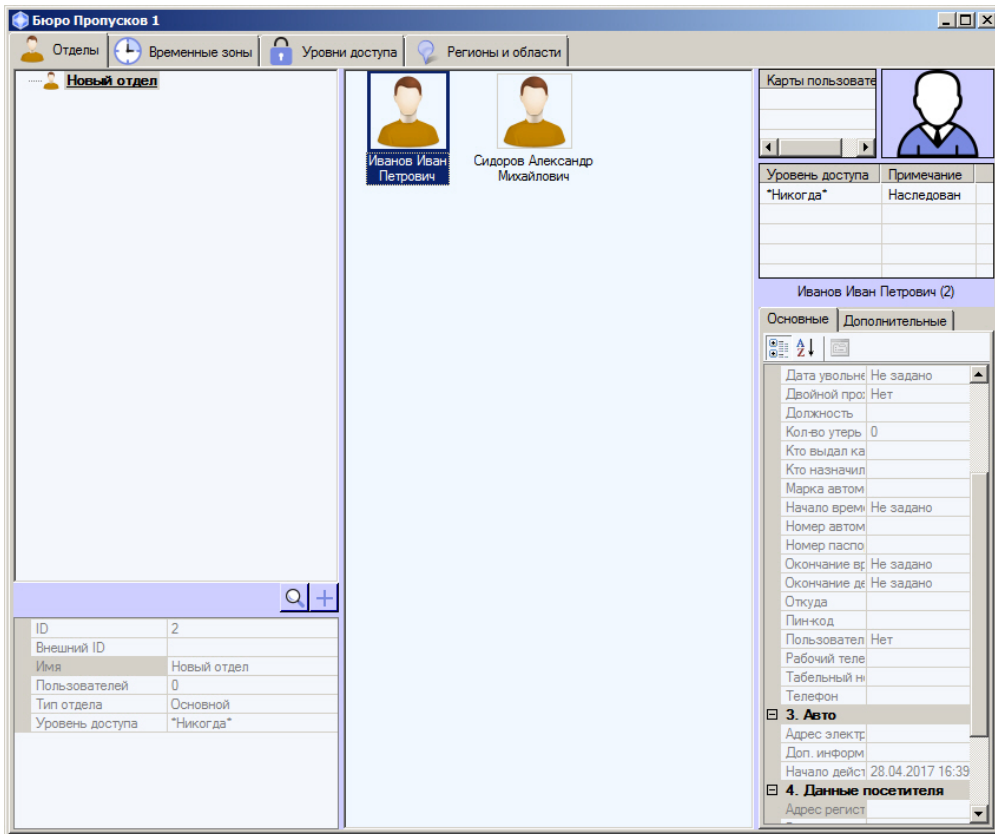 Бюро Пропусков 1
Отделы
Временные зоны
Уровни доступа
Регионы и области
Новый отдел
Иванов Иван
Петрович
Сидоров Александр
Михайлович
Карты пользовате
Уровень доступа Примечание
*Никогда* Наследован
Иванов Иван Петрович (2)
Основные Дополнительные
Дата увольне Не задано
Двойной про Нет
Должность
Кол-во утерь 0
Кто выдал ка
Кто назначил
Марка автом
Начало врем Не задано
Номер автом
Номер паспо
Окончание вр Не задано
Окончание де Не задано
Откуда
Пин-код
Пользовател Нет
Рабочий теле
Табельный н
Телефон
3. Авто
Адрес электр
Доп. информ
Начало дейст 28.04.2017 16:39
4. Данные посетителя
Адрес регист
ID 2
Внешний ID
Имя Новый отдел
Пользователей 0
Тип отдела Основной
Уровень доступа *Никогда*